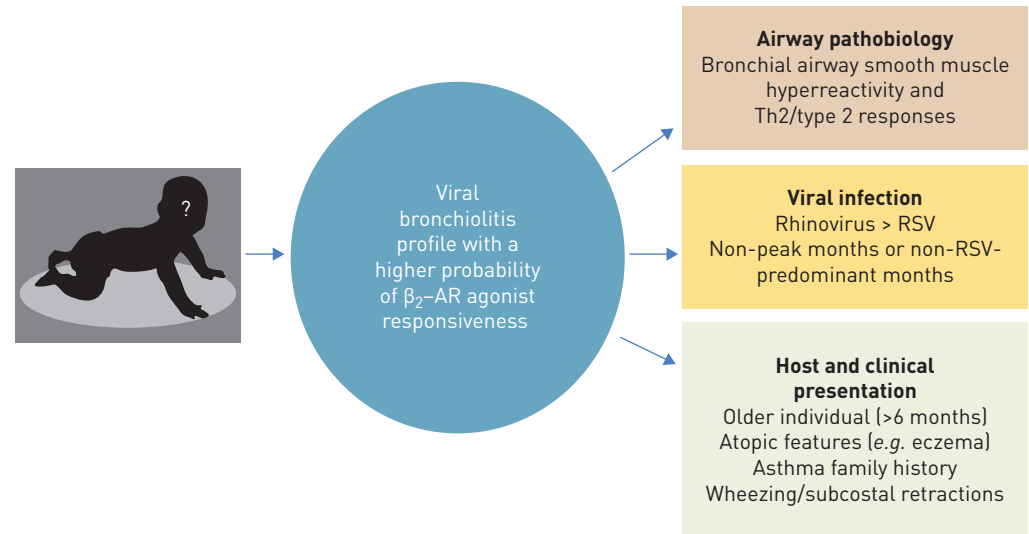 ?
Viral
bronchiolitis
profile with a
higher probability
of β₂–AR agonist
responsiveness
Airway pathobiology
Bronchial airway smooth muscle
hyperreactivity and
Th2/type 2 responses
Viral infection
Rhinovirus > RSV
Non-peak months or non-RSV-
predominant months
Host and clinical
presentation
Older individual (>6 months)
Atopic features (e.g. eczema)
Asthma family history
Wheezing/subcostal retractions